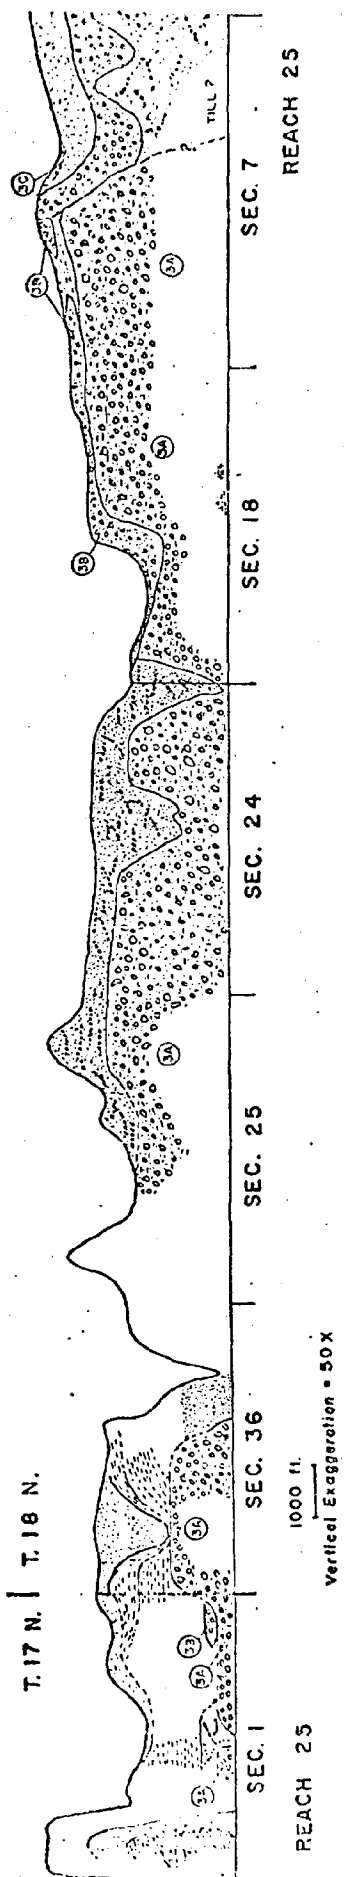 T. 17 N. | T. 18 N.
3C
3B
3B
3A
3A
3A
3A
3B
3A
3A
?
TILL ?
SEC. 1 SEC. 36 SEC. 25 SEC. 24 SEC. 18 SEC. 7
REACH 25
1000 ft.
Vertical Exaggeration = 50X
REACH 25